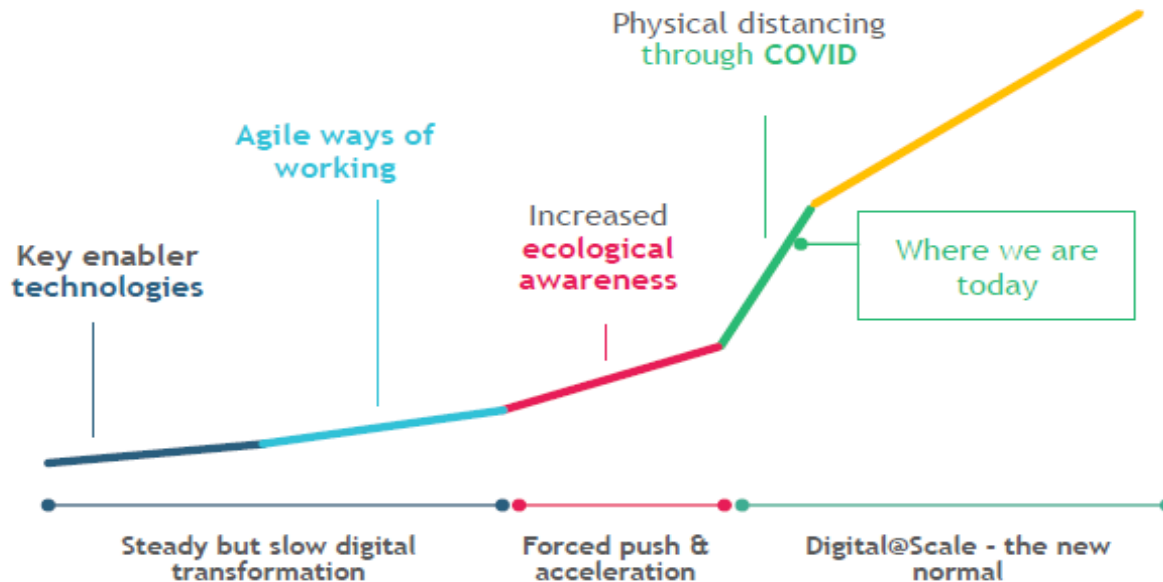 Physical distancing
through COVID
Agile ways of
working
Increased
ecological
awareness
Key enabler
technologies
Where we are
today
Steady but slow digital
transformation
Forced push &
acceleration
Digital@Scale - the new
normal